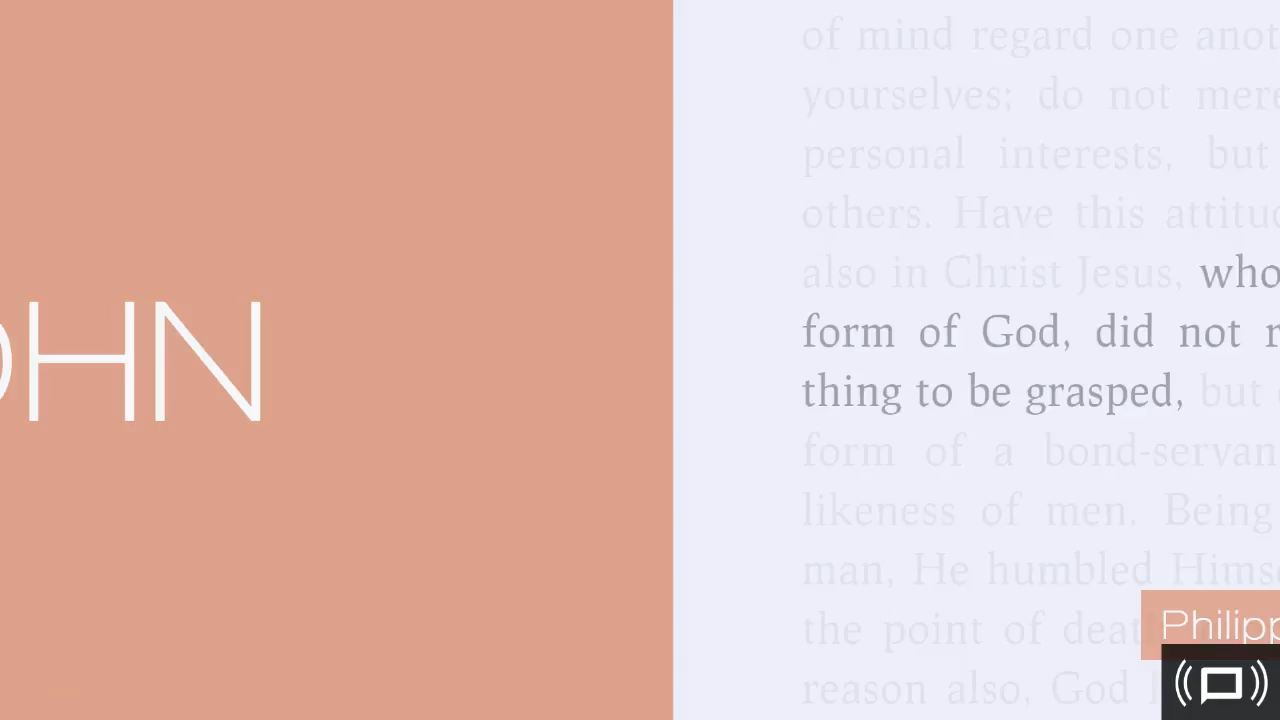 OHN
of mind regard one anot
yourselves; do not mere
personal interests, but
others. Have this attitud
also in Christ Jesus, who
form of God, did not r
thing to be grasped, but
form of a bond-servan
likeness of men. Being
man, He humbled Himse
the point of deat
reason also, God
Philipp